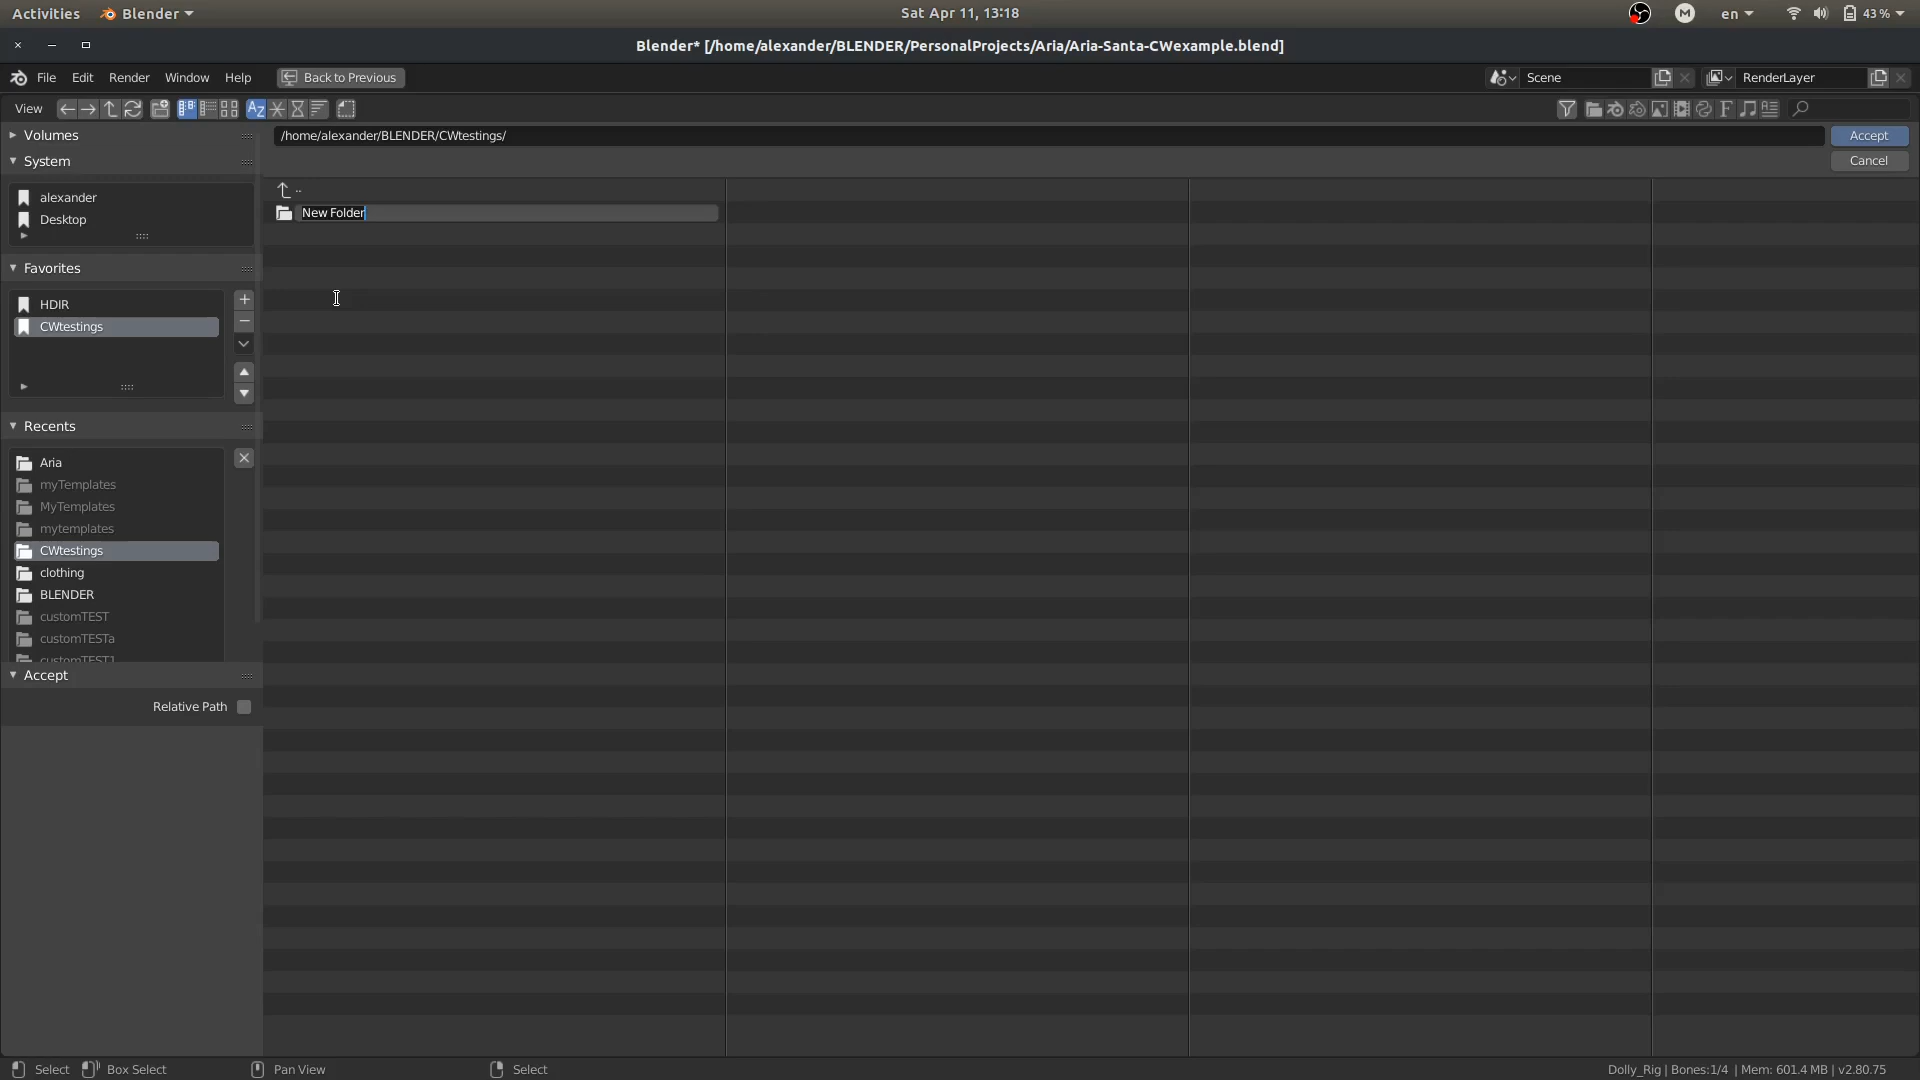 Activities Blender Sat Apr 11, 13:18 M en 43 %
Blender* [/home/alexander/BLENDER/PersonalProjects/Aria/Aria-Santa-CWexample.blend]
File Edit Render Window Help Back to Previous Scene RenderLayer
View
Volumes
/home/alexander/BLENDER/CWtestings/
Accept
System
Cancel
alexander
..
Desktop
New Folder
Favorites
HDIR
CWtestings
Recents
Aria
myTemplates
MyTemplates
mytemplates
CWtestings
clothing
BLENDER
customTEST
customTESTa
customTEST1
Accept
Relative Path
Select Box Select Pan View Select Dolly_Rig | Bones:1/4 | Mem: 601.4 MB | v2.80.75